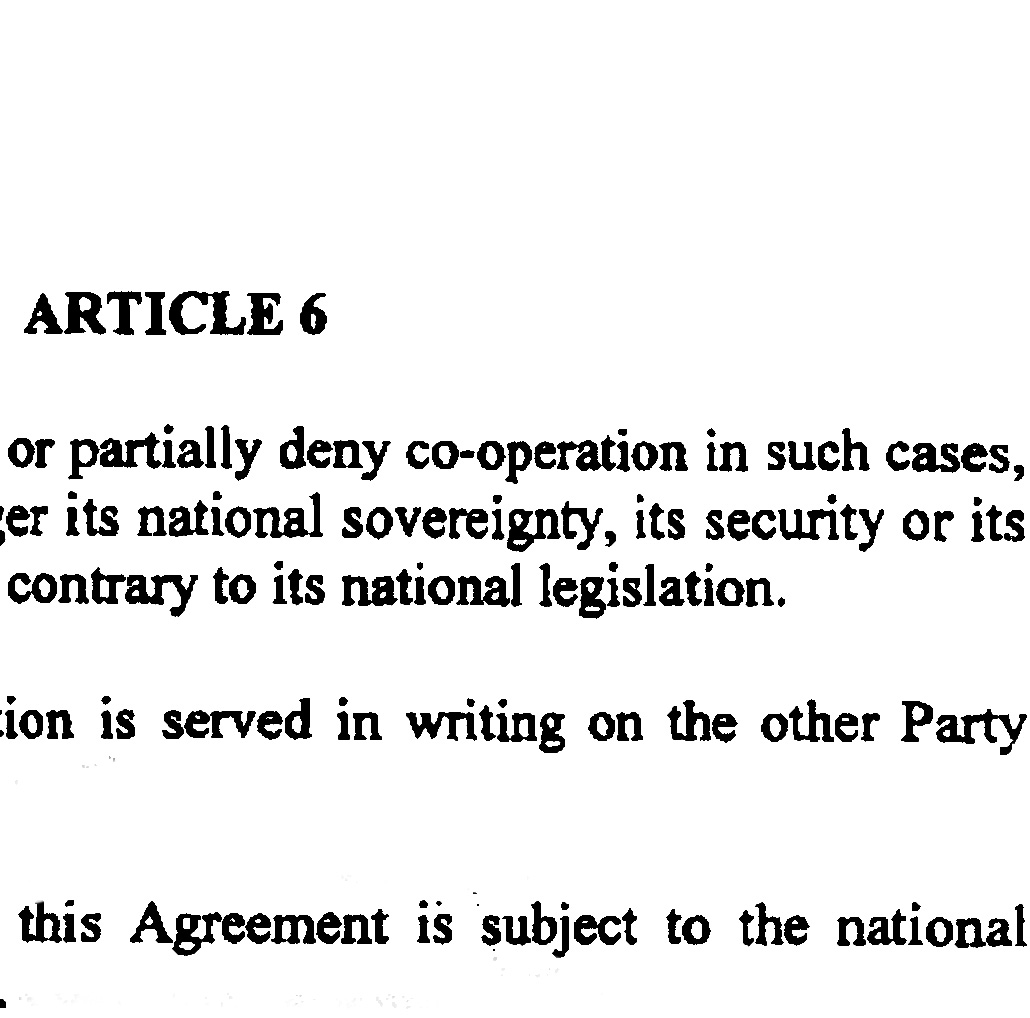 ARTICLE 6
or partially deny co-operation in such cases,
its national sovereignty, its security or its
contrary to its national legislation.
is served in writing on the other Party
this Agreement is subject to the national